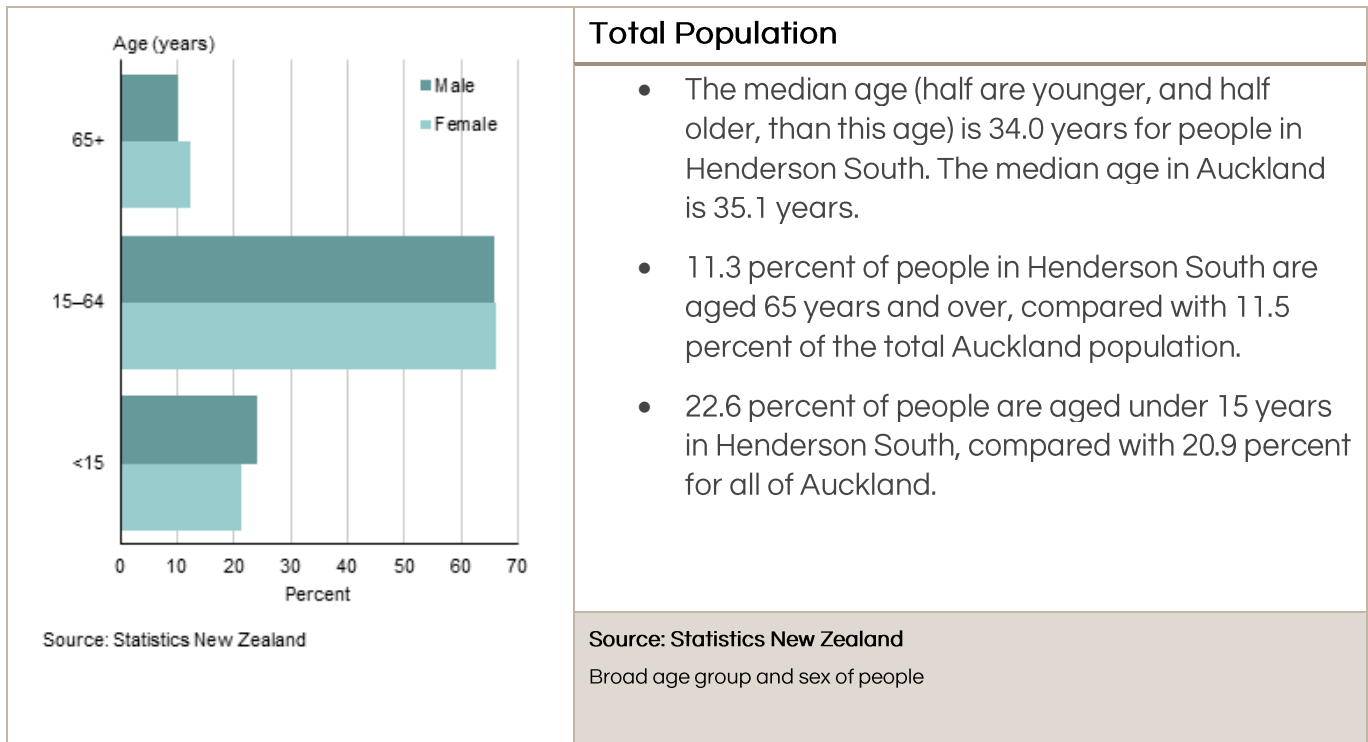 Age (years)
Male
Female
65+
15–64
<15
0 10 20 30 40 50 60 70
Percent
Source: Statistics New Zealand
Total Population
• The median age (half are younger, and half
older, than this age) is 34.0 years for people in
Henderson South. The median age in Auckland
is 35.1 years.
• 11.3 percent of people in Henderson South are
aged 65 years and over, compared with 11.5
percent of the total Auckland population.
• 22.6 percent of people are aged under 15 years
in Henderson South, compared with 20.9 percent
for all of Auckland.
Source: Statistics New Zealand
Broad age group and sex of people